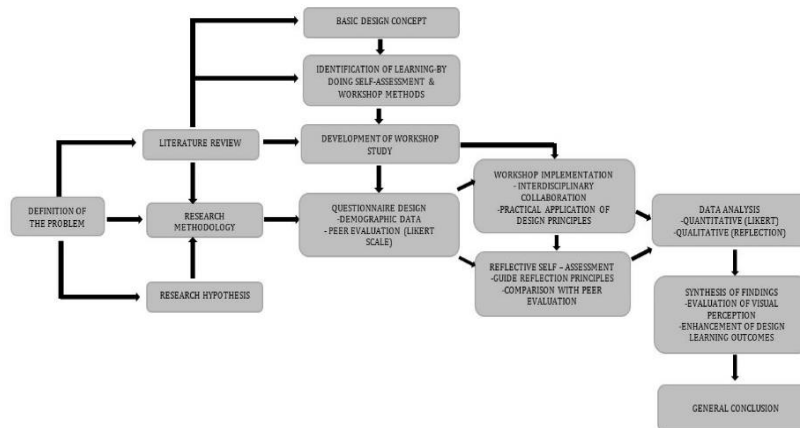 BASIC DESIGN CONCEPT
IDENTIFICATION OF LEARNING-BY
DOING SELF-ASSESSMENT &
WORKSHOP METHODS
LITERATURE REVIEW
DEVELOPMENT OF WORKSHOP
STUDY
WORKSHOP IMPLEMENTATION
- INTERDISCIPLINARY
COLLABORATION
-PRACTICAL APPLICATION OF
DESIGN PRINCIPLES
DEFINITION OF
THE PROBLEM
RESEARCH
METHODOLOGY
QUESTIONNAIRE DESIGN
-DEMOGRAPHIC DATA
- PEER EVALUATION (LIKERT
SCALE)
DATA ANALYSIS
- QUANTITATIVE (LIKERT)
- QUALITATIVE (REFLECTION)
REFLECTIVE SELF – ASSESSMENT
- GUIDE REFLECTION PRINCIPLES
-COMPARISON WITH PEER
EVALUATION
RESEARCH HYPOTHESIS
SYNTHESIS OF FINDINGS
-EVALUATION OF VISUAL
PERCEPTION
-ENHANCEMENT OF DESIGN
LEARNING OUTCOMES
GENERAL CONCLUSION